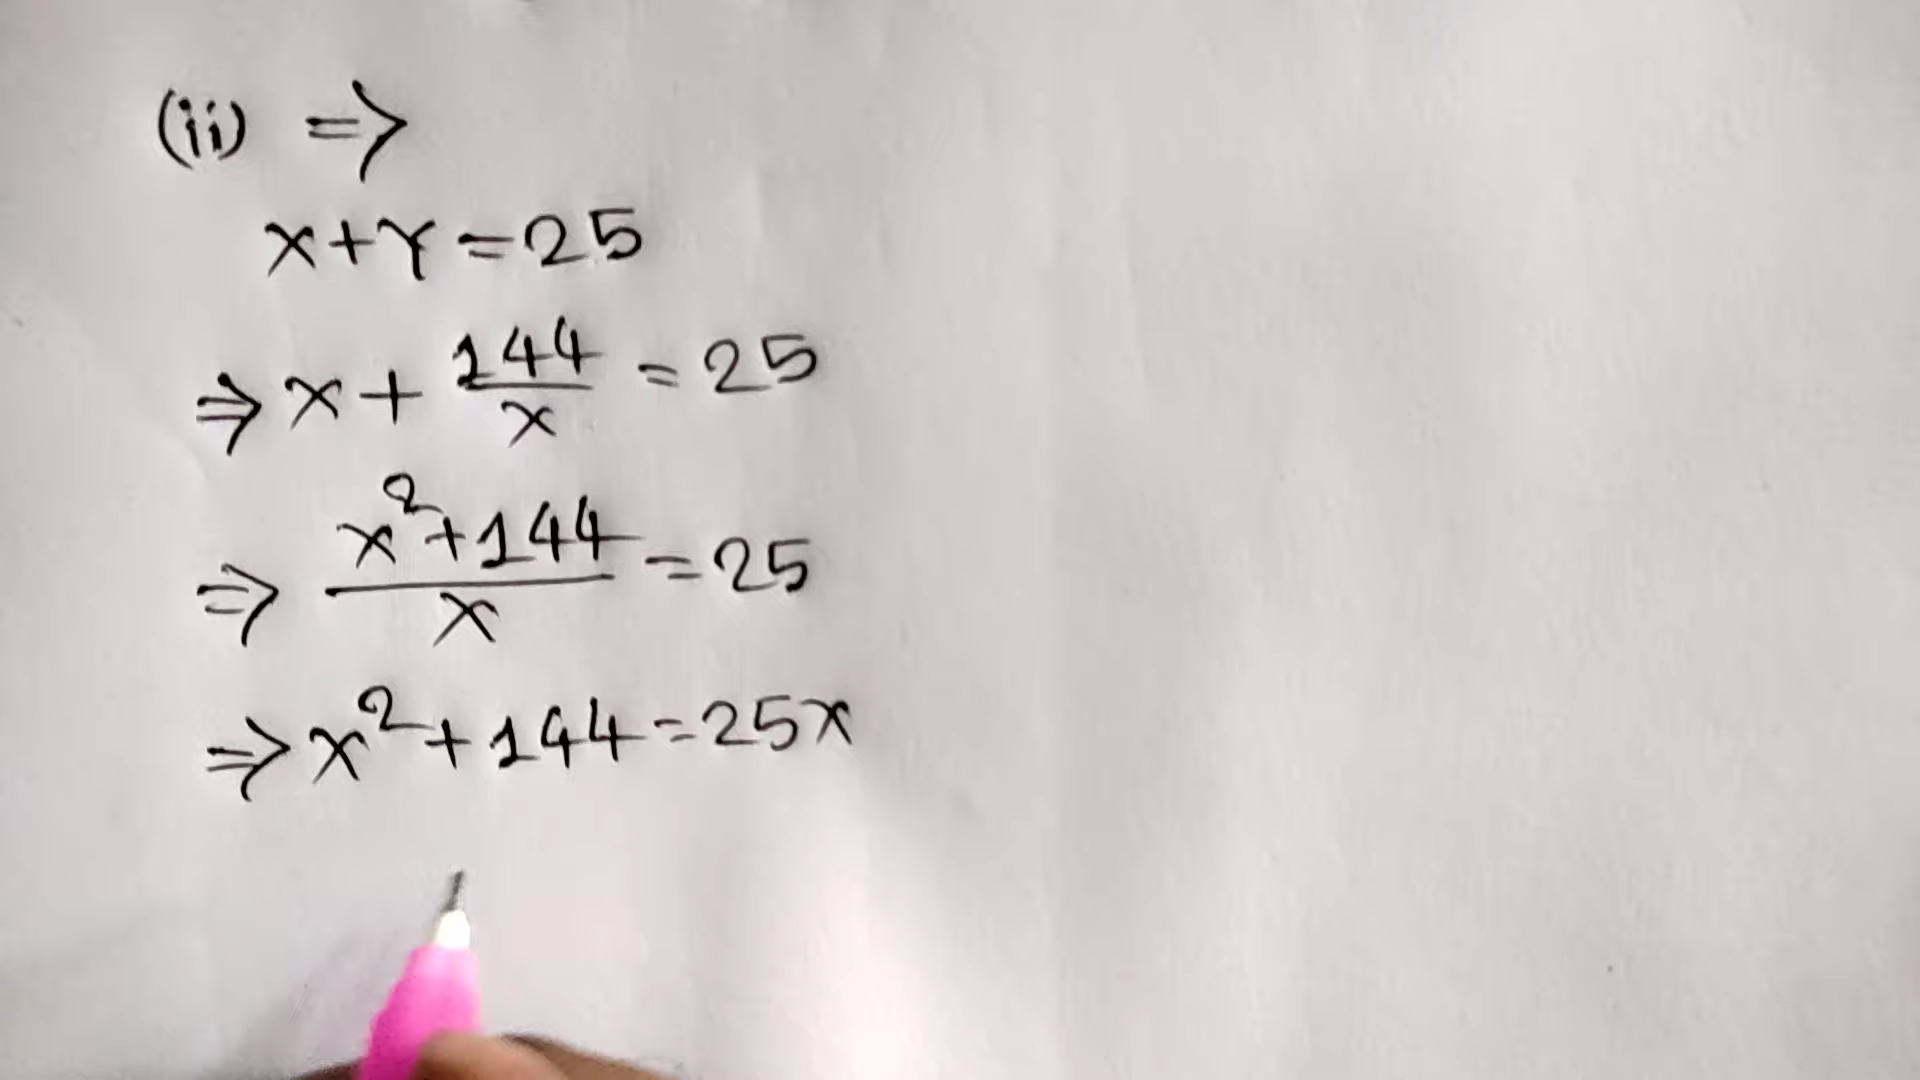 (ii) ⇒
x+y=25
⇒ x + 144/x = 25
⇒ x²+144/x = 25
⇒ x²+144=25x